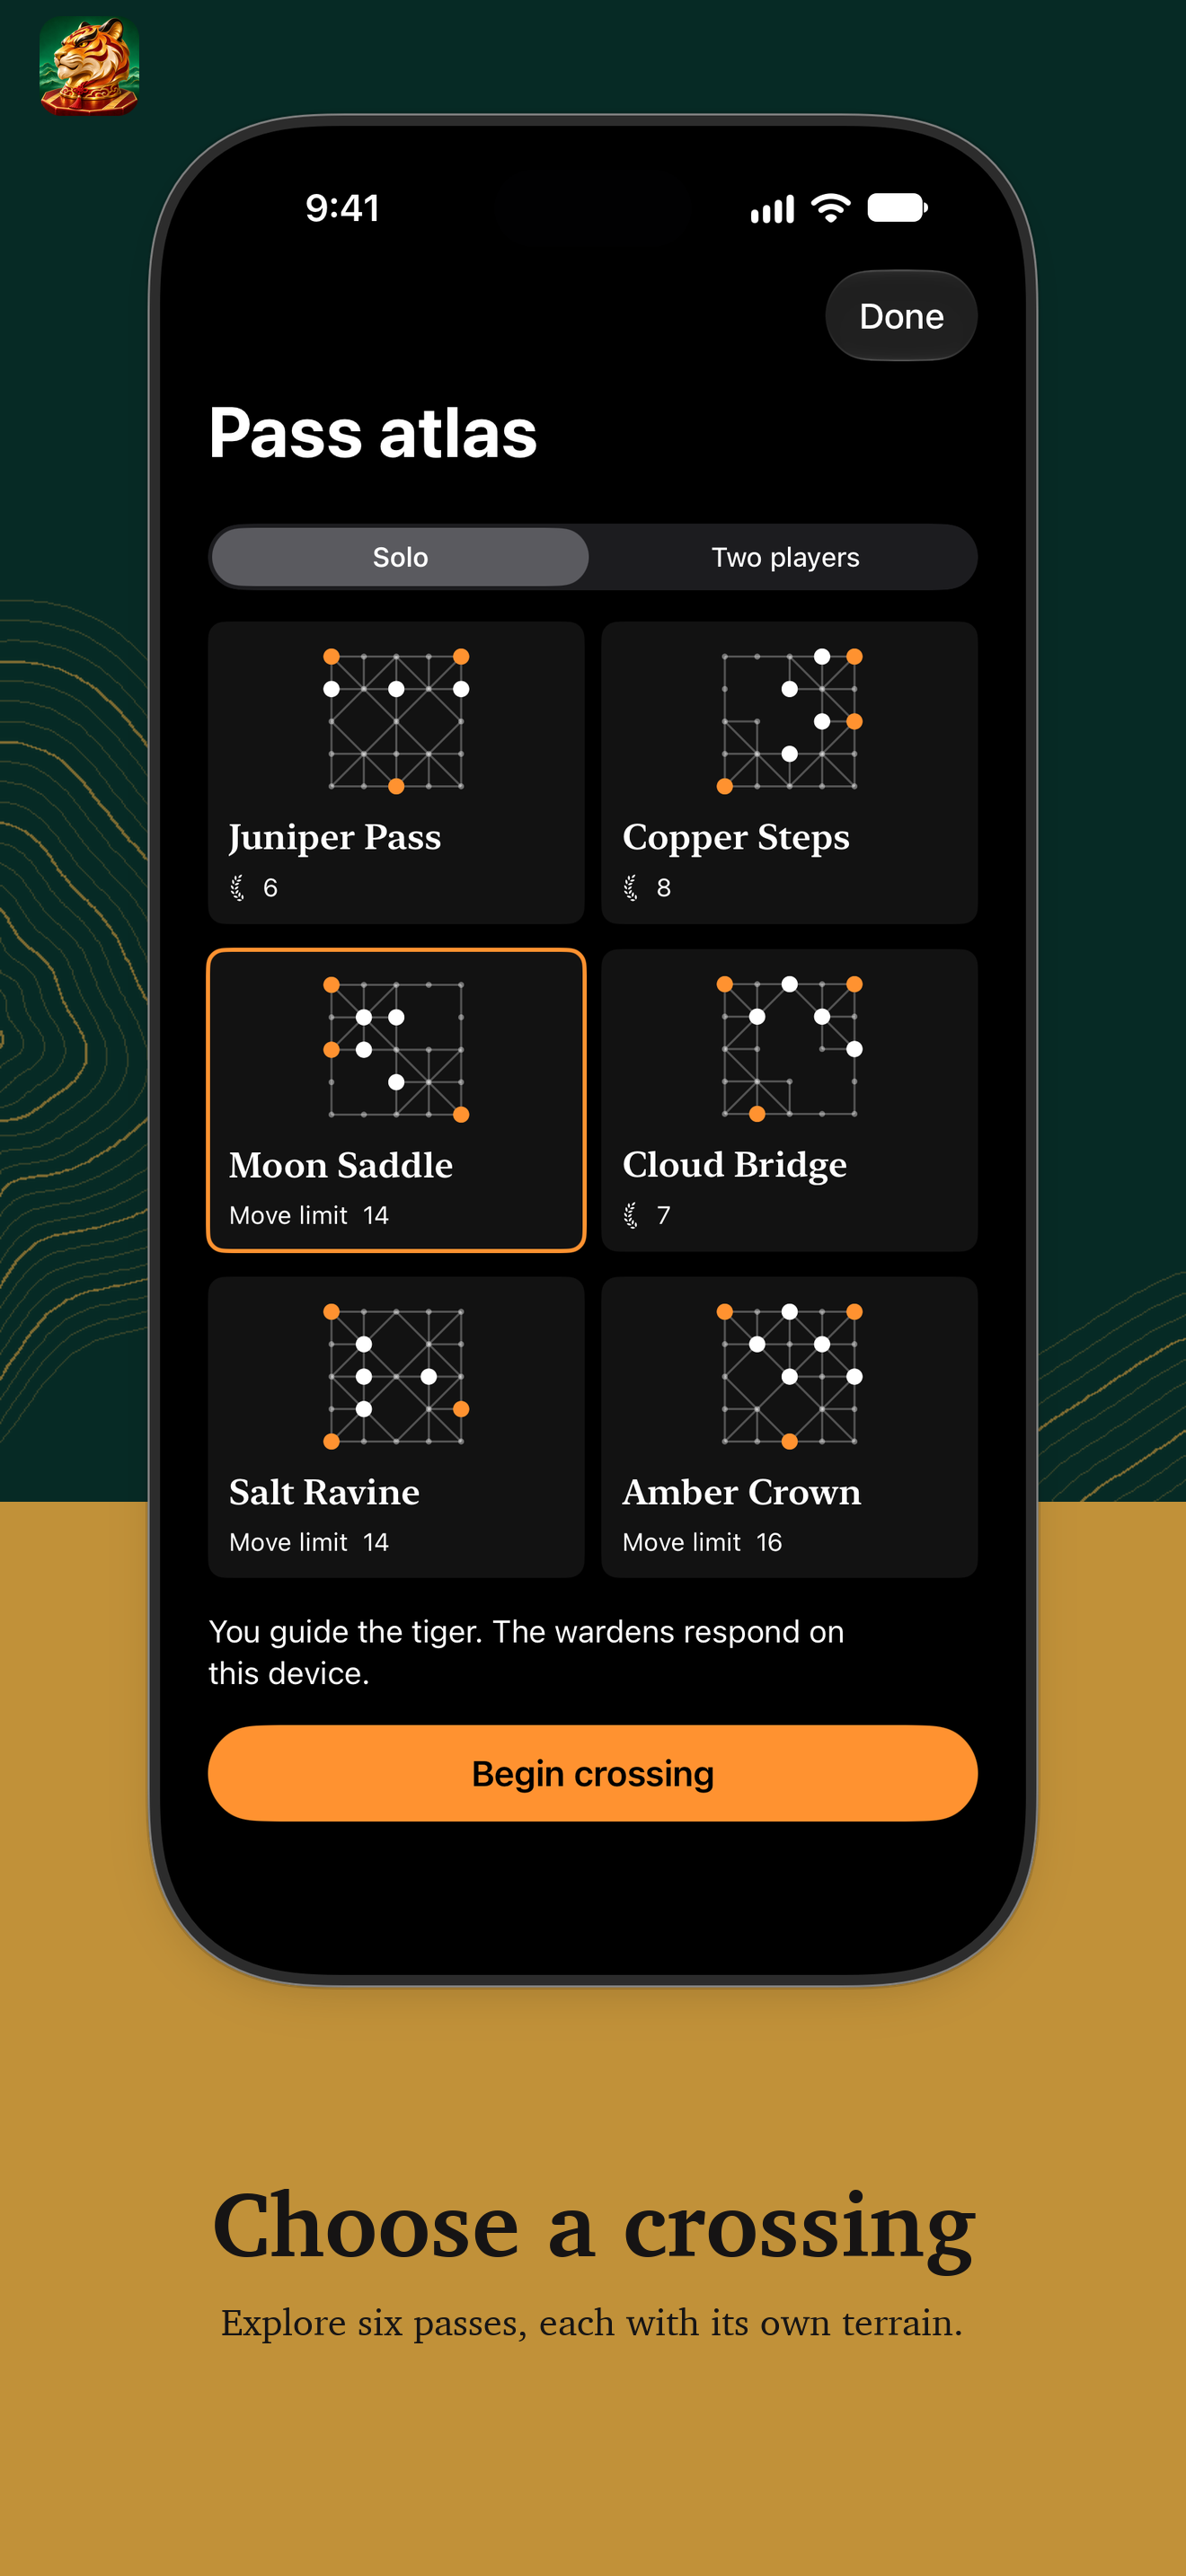 9:41
Done
Pass atlas
Solo
Two players
Juniper Pass
6
Copper Steps
8
Moon Saddle
Move limit 14
Cloud Bridge
7
Salt Ravine
Move limit 14
Amber Crown
Move limit 16
You guide the tiger. The wardens respond on
this device.
Begin crossing
Choose a crossing
Explore six passes, each with its own terrain.